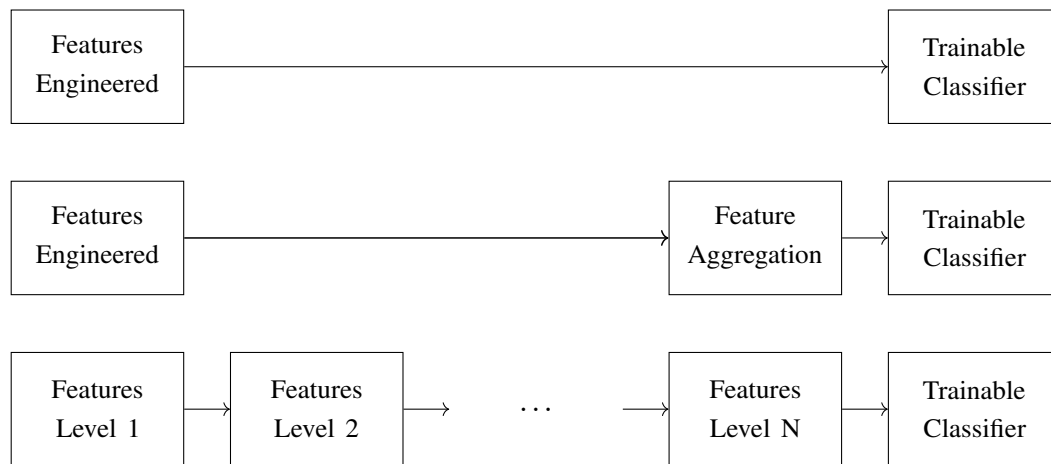 Features
Engineered
Trainable
Classifier
Features
Engineered
Feature
Aggregation
Trainable
Classifier
Features
Level 1
Features
Level 2
...
Features
Level N
Trainable
Classifier